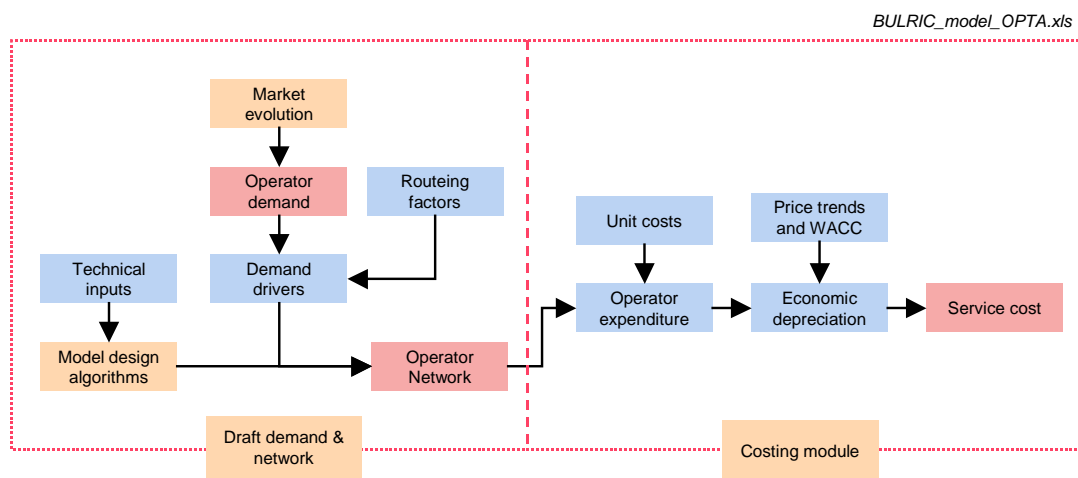 BULRIC_model_OPTA.xls
Market
evolution
Operator
demand
Routeing
factors
Technical
inputs
Demand
drivers
Model design
algorithms
Operator
Network
Unit costs
Price trends
and WACC
Operator
expenditure
Economic
depreciation
Service cost
Draft demand &
network
Costing module